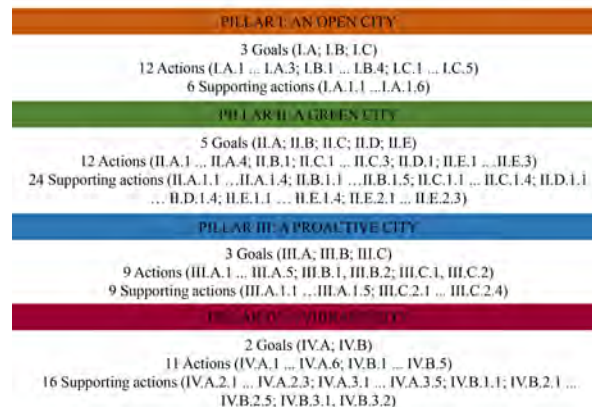 PILLAR I: AN OPEN CITY
3 Goals (I.A; I.B; I.C)
12 Actions (I.A.1 ... I.A.3; I.B.1 ... I.B.4; I.C.1 ... I.C.5)
6 Supporting actions (I.A.1.1 ...I.A.1.6)
PILLAR II: A GREEN CITY
5 Goals (II.A; II.B; II.C; II.D; II.E)
12 Actions (II.A.1 ... II.A.4; II.B.1; II.C.1 ... II.C.3; II.D.1; II.E.1 ...II.E.3)
24 Supporting actions (II.A.1.1 ...II.A.1.4; II.B.1.1 ...II.B.1.5; II.C.1.1 ... II.C.1.4; II.D.1.1
... II.D.1.4; II.E.1.1 ... II.E.1.4; II.E.2.1 ... II.E.2.3)
PILLAR III: A PROACTIVE CITY
3 Goals (III.A; III.B; III.C)
9 Actions (III.A.1 ... III.A.5; III.B.1, III.B.2; III.C.1, III.C.2)
9 Supporting actions (III.A.1.1 ...III.A.1.5; III.C.2.1 ... III.C.2.4)
PILLAR IV: A VIBRANT CITY
2 Goals (IV.A; IV.B)
11 Actions (IV.A.1 ... IV.A.6; IV.B.1 ... IV.B.5)
16 Supporting actions (IV.A.2.1 ... IV.A.2.3; IV.A.3.1 ... IV.A.3.5; IV.B.1.1; IV.B.2.1 ...
IV.B.2.5; IV.B.3.1, IV.B.3.2)